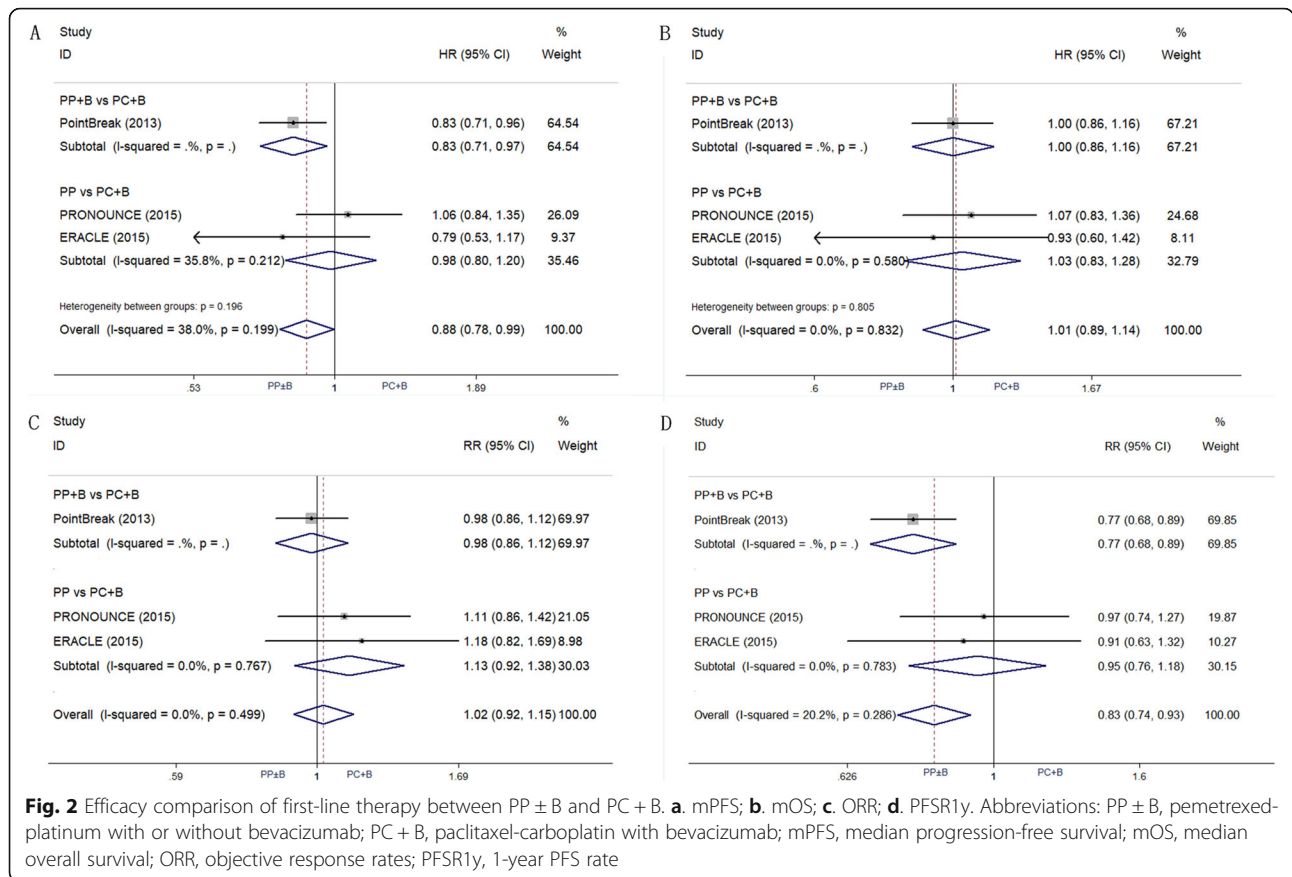 A
Study %
ID HR (95% CI) Weight
PP+B vs PC+B
PointBreak (2013) 0.83 (0.71, 0.96) 64.54
Subtotal (I-squared = .%, p = .) 0.83 (0.71, 0.97) 64.54
PP vs PC+B
PRONOUNCE (2015) 1.06 (0.84, 1.35) 26.09
ERACLE (2015) 0.79 (0.53, 1.17) 9.37
Subtotal (I-squared = 35.8%, p = 0.212) 0.98 (0.80, 1.20) 35.46
Heterogeneity between groups: p = 0.196
Overall (I-squared = 38.0%, p = 0.199) 0.88 (0.78, 0.99) 100.00
.53 PP±B 1 PC+B 1.89
B
Study %
ID HR (95% CI) Weight
PP+B vs PC+B
PointBreak (2013) 1.00 (0.86, 1.16) 67.21
Subtotal (I-squared = .%, p = .) 1.00 (0.86, 1.16) 67.21
PP vs PC+B
PRONOUNCE (2015) 1.07 (0.83, 1.36) 24.68
ERACLE (2015) 0.93 (0.60, 1.42) 8.11
Subtotal (I-squared = 0.0%, p = 0.580) 1.03 (0.83, 1.28) 32.79
Heterogeneity between groups: p = 0.805
Overall (I-squared = 0.0%, p = 0.832) 1.01 (0.89, 1.14) 100.00
.6 PP±B 1 PC+B 1.67
C
Study %
ID RR (95% CI) Weight
PP+B vs PC+B
PointBreak (2013) 0.98 (0.86, 1.12) 69.97
Subtotal (I-squared = .%, p = .) 0.98 (0.86, 1.12) 69.97
.
PP vs PC+B
PRONOUNCE (2015) 1.11 (0.86, 1.42) 21.05
ERACLE (2015) 1.18 (0.82, 1.69) 8.98
Subtotal (I-squared = 0.0%, p = 0.767) 1.13 (0.92, 1.38) 30.03
.
Overall (I-squared = 0.0%, p = 0.499) 1.02 (0.92, 1.15) 100.00
.59 PP±B 1 PC+B 1.69
D
Study %
ID RR (95% CI) Weight
PP+B vs PC+B
PointBreak (2013) 0.77 (0.68, 0.89) 69.85
Subtotal (I-squared = .%, p = .) 0.77 (0.68, 0.89) 69.85
.
PP vs PC+B
PRONOUNCE (2015) 0.97 (0.74, 1.27) 19.87
ERACLE (2015) 0.91 (0.63, 1.32) 10.27
Subtotal (I-squared = 0.0%, p = 0.783) 0.95 (0.76, 1.18) 30.15
.
Overall (I-squared = 20.2%, p = 0.286) 0.83 (0.74, 0.93) 100.00
.626 PP±B 1 PC+B 1.6
Fig. 2 Efficacy comparison of first-line therapy between PP ± B and PC + B. a. mPFS; b. mOS; c. ORR; d. PFSR1y. Abbreviations: PP ± B, pemetrexed-
platinum with or without bevacizumab; PC + B, paclitaxel-carboplatin with bevacizumab; mPFS, median progression-free survival; mOS, median
overall survival; ORR, objective response rates; PFSR1y, 1-year PFS rate